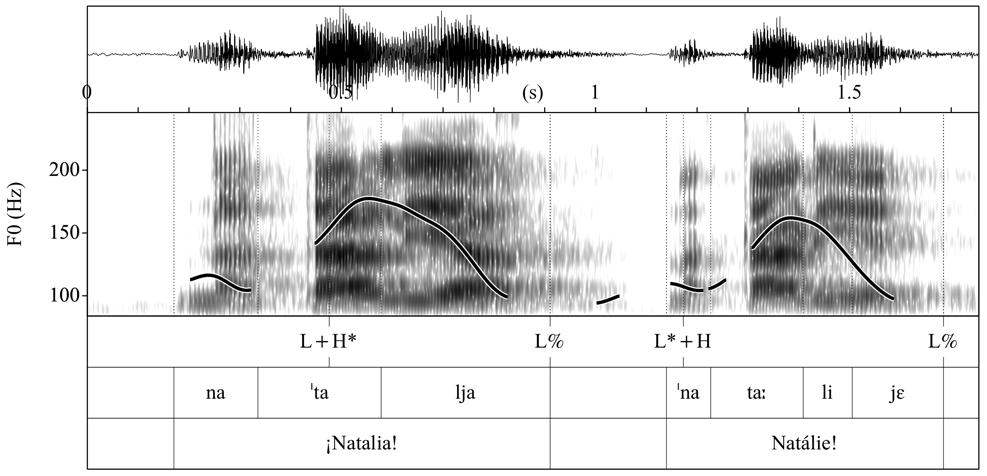 0 0.5 (s) 1 1.5
F0 (Hz)
200
150
100
L+H* L% L*+H L%
na ˈta lja ˈna taː li jɛ
¡Natalia! Natálie!